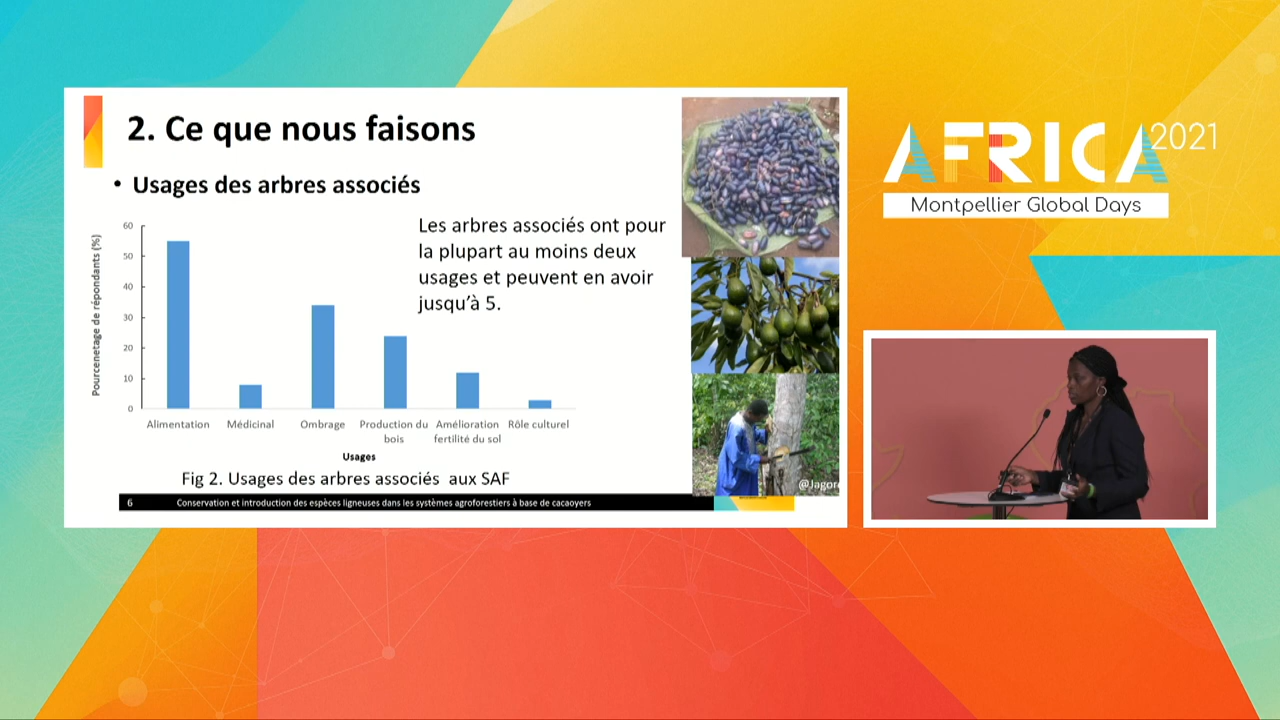 2. Ce que nous faisons
• Usages des arbres associés
Les arbres associés ont pour
la plupart au moins deux
usages et peuvent en avoir
jusqu'à 5.
Pourcenetage de répondants (%)
60
50
40
30
20
10
0
Alimentation
Médicinal
Ombrage
Production du
bois
Amélioration
fertilité du sol
Rôle culturel
Usages
Fig 2. Usages des arbres associés aux SAF
@Jagor
6
Conservation et introduction des espèces ligneuses dans les systèmes agroforestiers à base de cacaoyers
AFRICA 2021
Montpellier Global Days